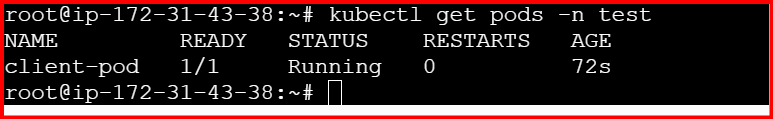 root@ip-172-31-43-38:~# kubectl get pods -n test
NAME         READY   STATUS    RESTARTS   AGE
client-pod   1/1     Running   0          72s
root@ip-172-31-43-38:~#